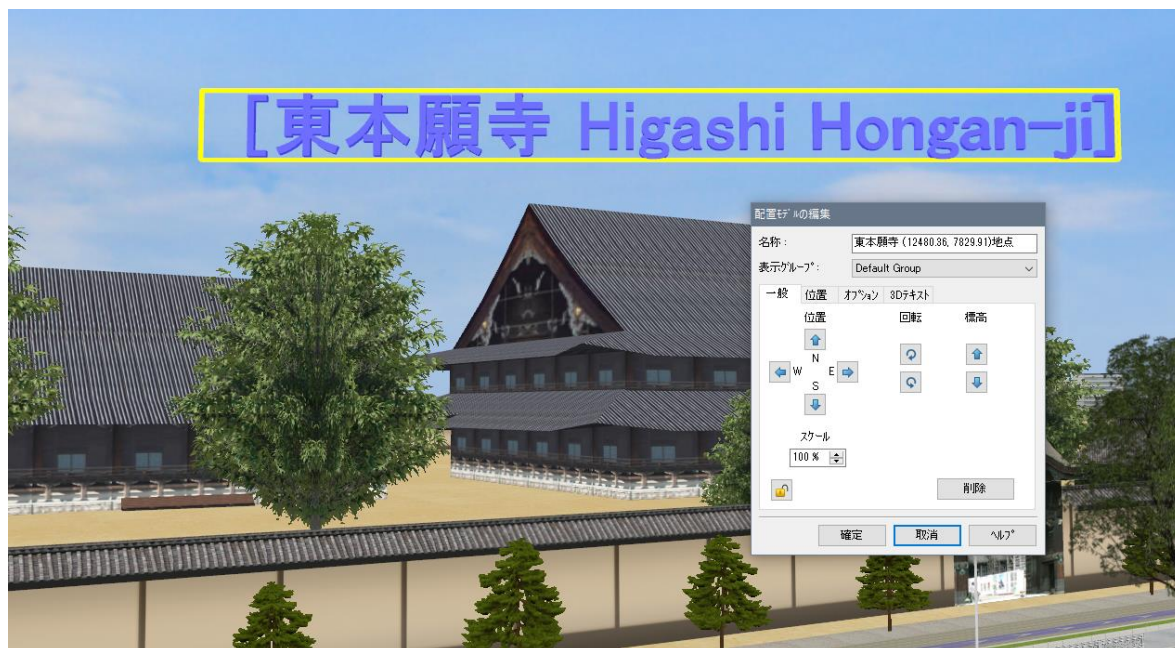 [東本願寺 Higashi Hongan-ji]
配置ﾓﾃﾞﾙの編集
名称：
東本願寺 (12480.36, 7829.91)地点
表示ｸﾞﾙｰﾌﾟ：
Default Group
一般 位置 ｵﾌﾟｼｮﾝ 3Dﾃｷｽﾄ
位置 回転 標高
N
W E
S
ｽｹｰﾙ
100 %
削除
確定 取消 ﾍﾙﾌﾟ